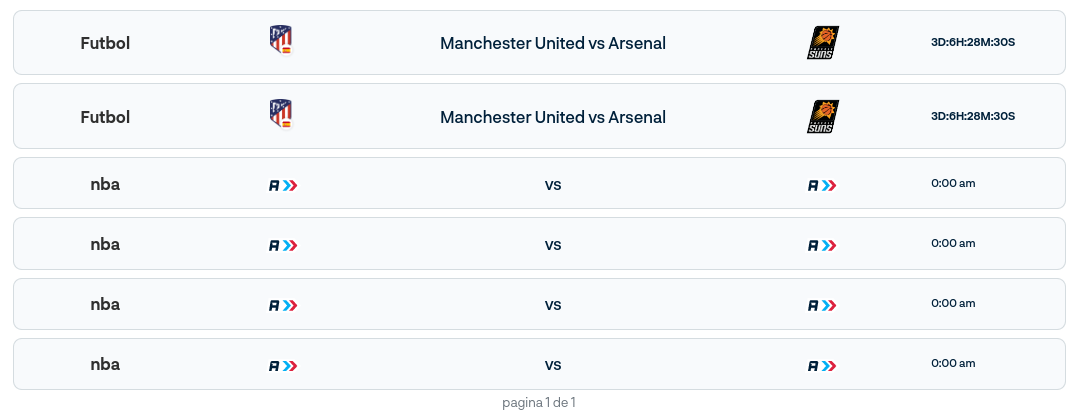 Futbol Manchester United vs Arsenal SUNS 3D:6H:28M:30S
Futbol Manchester United vs Arsenal SUNS 3D:6H:28M:30S
nba A vs A 0:00 am
nba A vs A 0:00 am
nba A vs A 0:00 am
nba A vs A 0:00 am
pagina 1 de 1